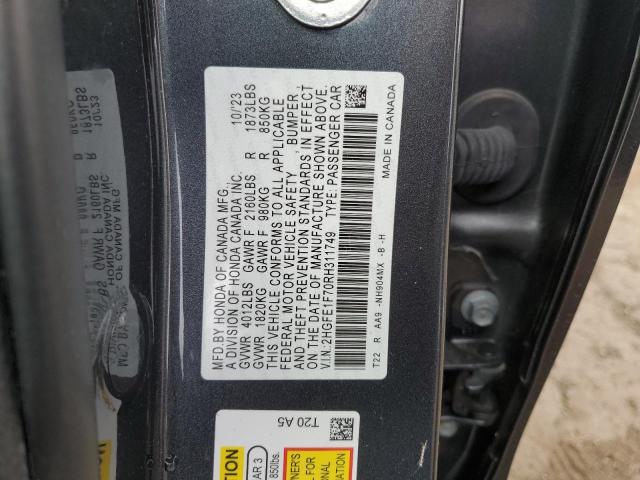 MFD.BY HONDA OF CANADA MFG. 10/23
A DIVISION OF HONDA CANADA INC.
GVWR 4012LBS GAWR F 2160LBS R 1873LBS
GVWR 1820KG GAWR F 980KG R 850KG
THIS VEHICLE CONFORMS TO ALL APPLICABLE
FEDERAL MOTOR VEHICLE SAFETY , BUMPER ,
AND THEFT PREVENTION STANDARDS IN EFFECT
ON THE DATE OF MANUFACTURE SHOWN ABOVE.
V.I.N.: 2HGFE1F70RH311749 TYPE: PASSENGER CAR
T22 R AA9 -NH904MX -B -H MADE IN CANADA
T20 A5
AR 3
850lbs.